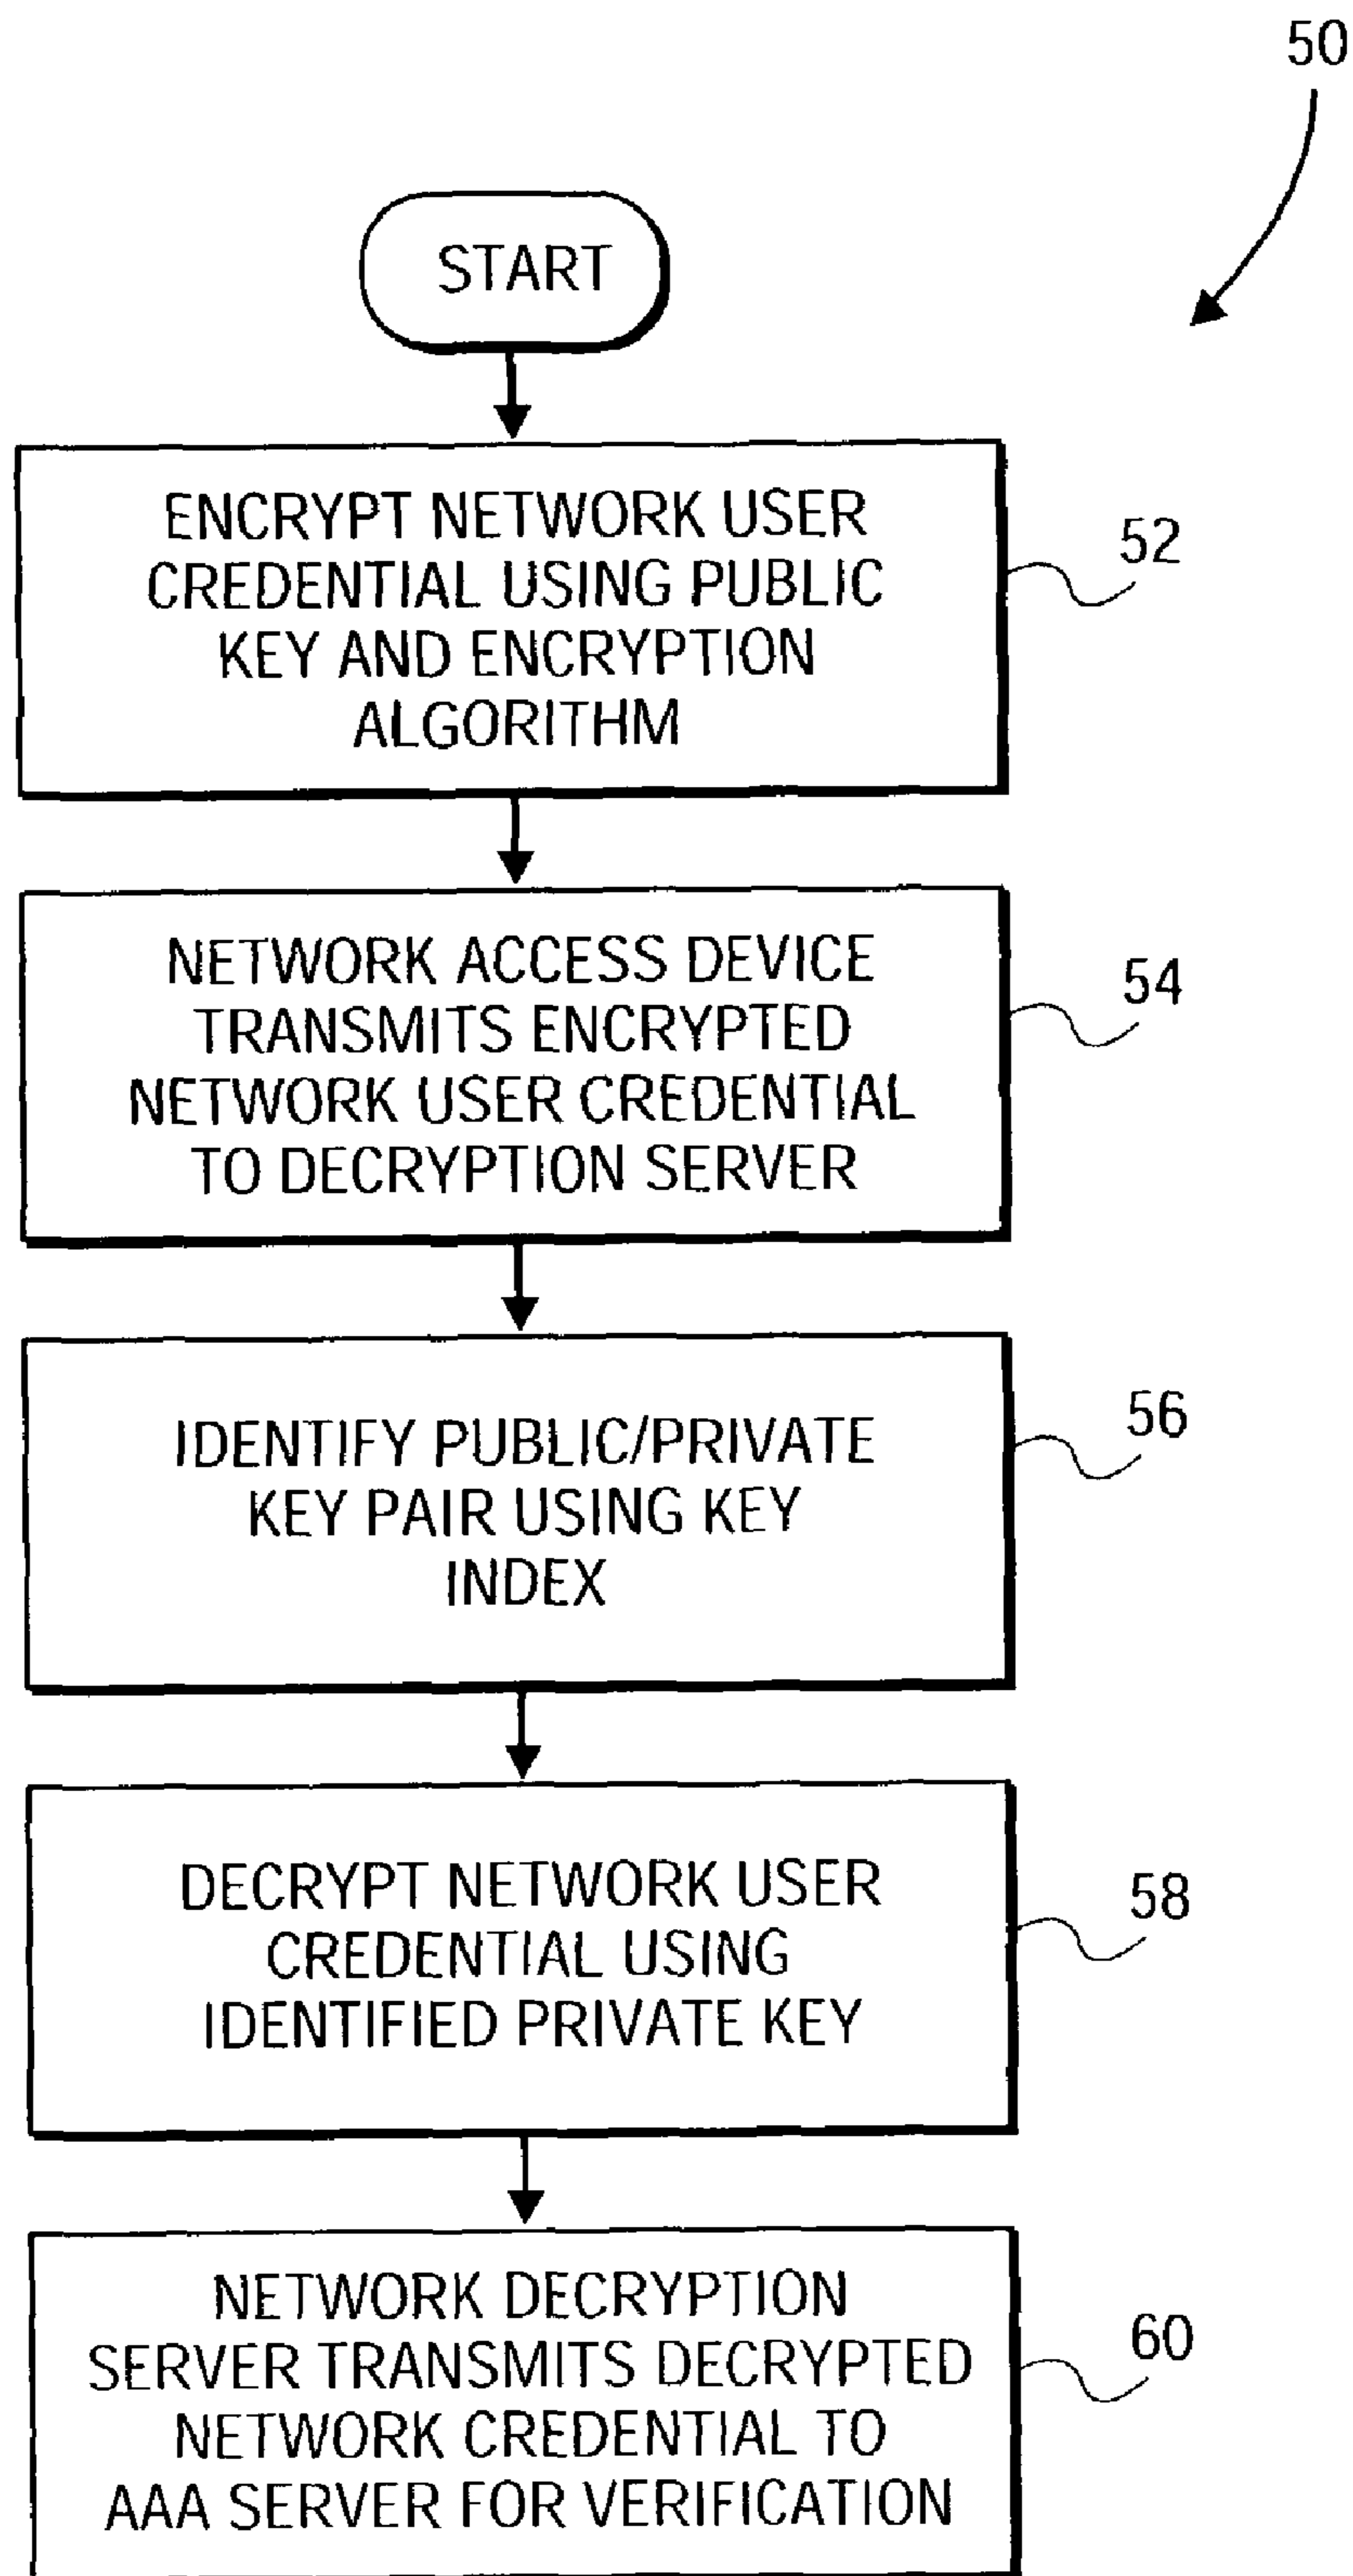 50
START
ENCRYPT NETWORK USER
CREDENTIAL USING PUBLIC
KEY AND ENCRYPTION
ALGORITHM
52
NETWORK ACCESS DEVICE
TRANSMITS ENCRYPTED
NETWORK USER CREDENTIAL
TO DECRYPTION SERVER
54
IDENTIFY PUBLIC/PRIVATE
KEY PAIR USING KEY
INDEX
56
DECRYPT NETWORK USER
CREDENTIAL USING
IDENTIFIED PRIVATE KEY
58
NETWORK DECRYPTION
SERVER TRANSMITS DECRYPTED
NETWORK CREDENTIAL TO
AAA SERVER FOR VERIFICATION
60